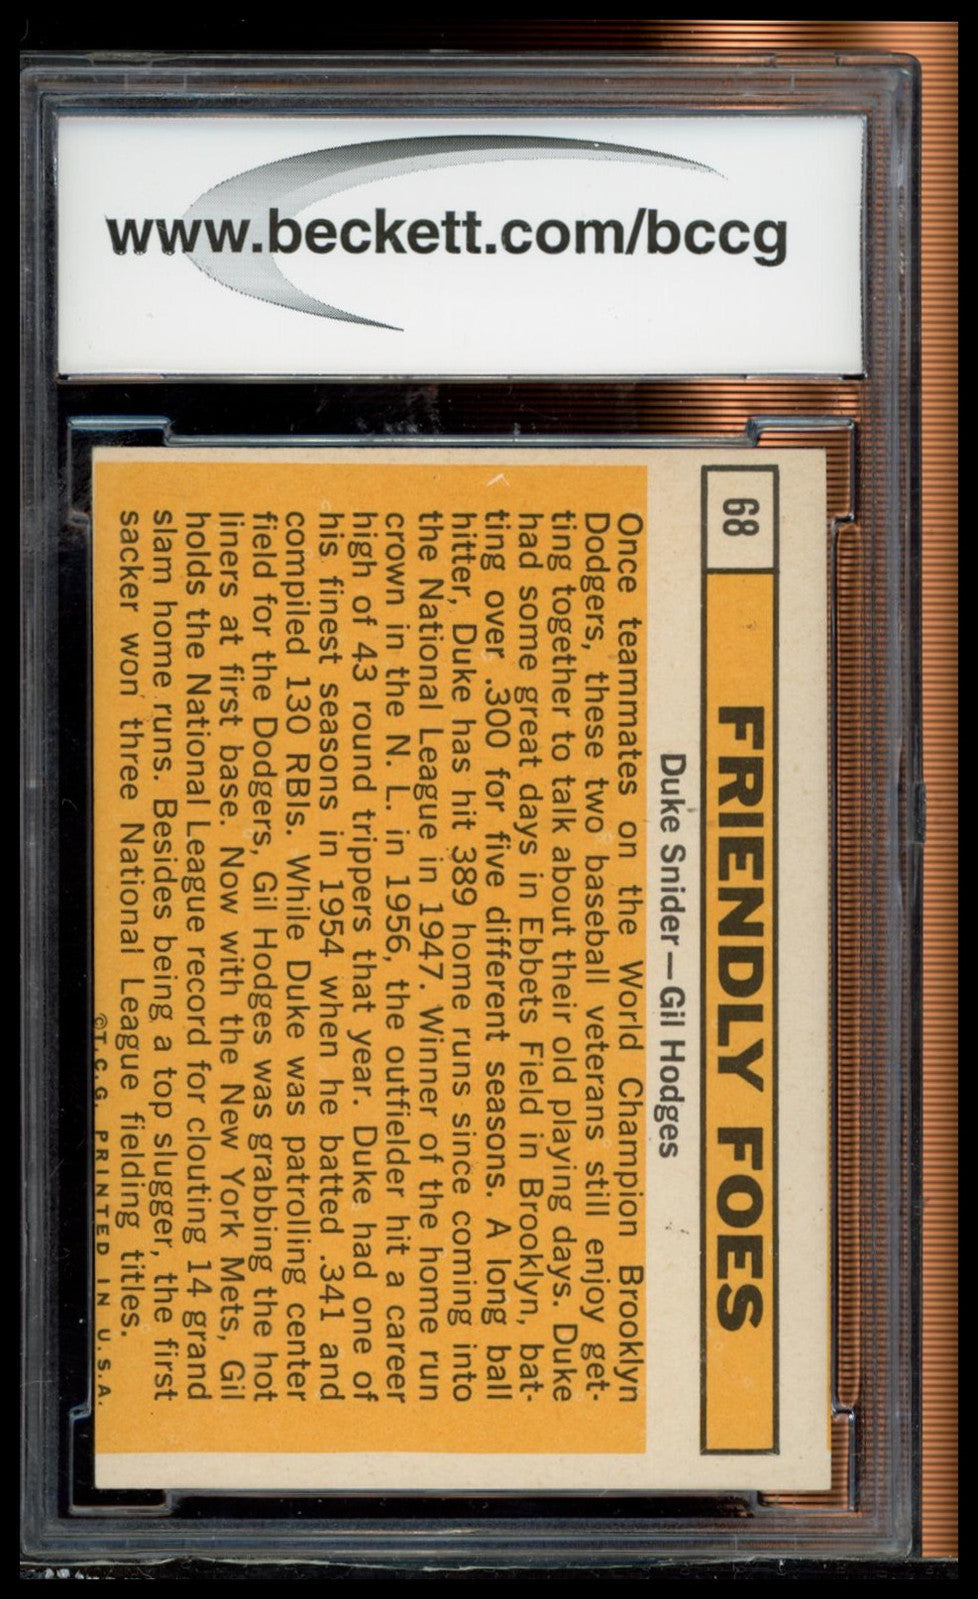 www.beckett.com/bccg
68
FRIENDLY FOES
Duke Snider—Gil Hodges
Once teammates on the World Champion Brooklyn
Dodgers, these two baseball veterans still enjoy get-
ting together to talk about their old playing days. Duke
had some great days in Ebbets Field in Brooklyn, bat-
ting over .300 for five different seasons. A long ball
hitter, Duke has hit 389 home runs since coming into
the National League in 1947. Winner of the home run
crown in the N. L. in 1956, the outfielder hit a career
high of 43 round trippers that year. Duke had one of
his finest seasons in 1954 when he batted .341 and
compiled 130 RBIs. While Duke was patrolling center
field for the Dodgers, Gil Hodges was grabbing the hot
liners at first base. Now with the New York Mets, Gil
holds the National League record for clouting 14 grand
slam home runs. Besides being a top slugger, the first
sacker won three National League fielding titles.
©T.C.G. PRINTED IN U.S.A.